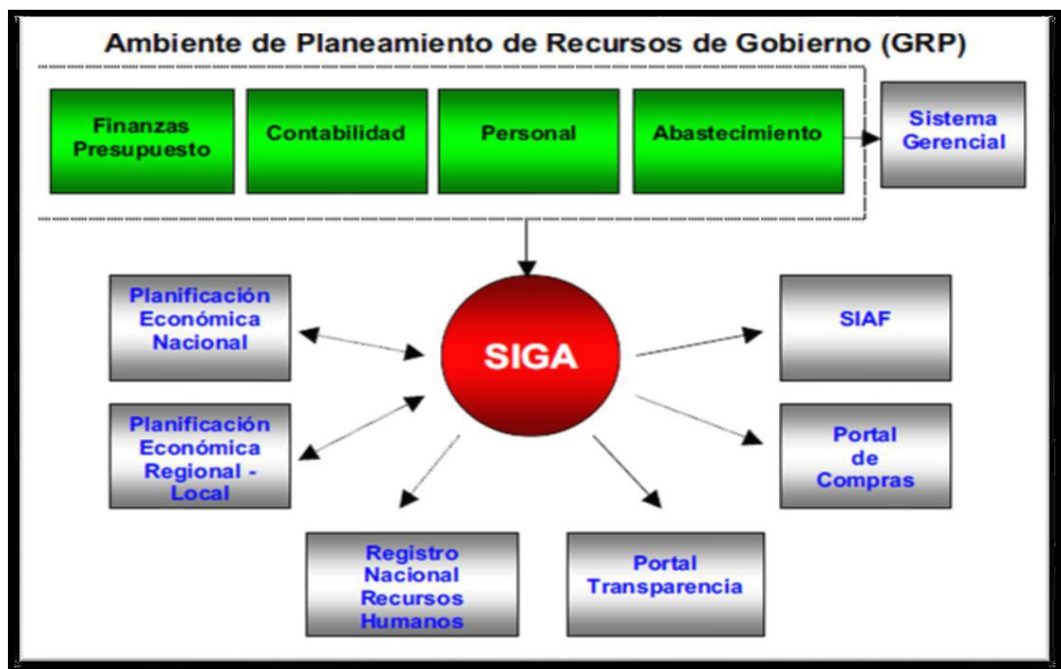 Ambiente de Planeamiento de Recursos de Gobierno (GRP)
Finanzas
Presupuesto
Contabilidad
Personal
Abastecimiento
Sistema
Gerencial
Planificación
Económica
Nacional
SIGA
SIAF
Planificación
Económica
Regional -
Local
Portal
de
Compras
Registro
Nacional
Recursos
Humanos
Portal
Transparencia